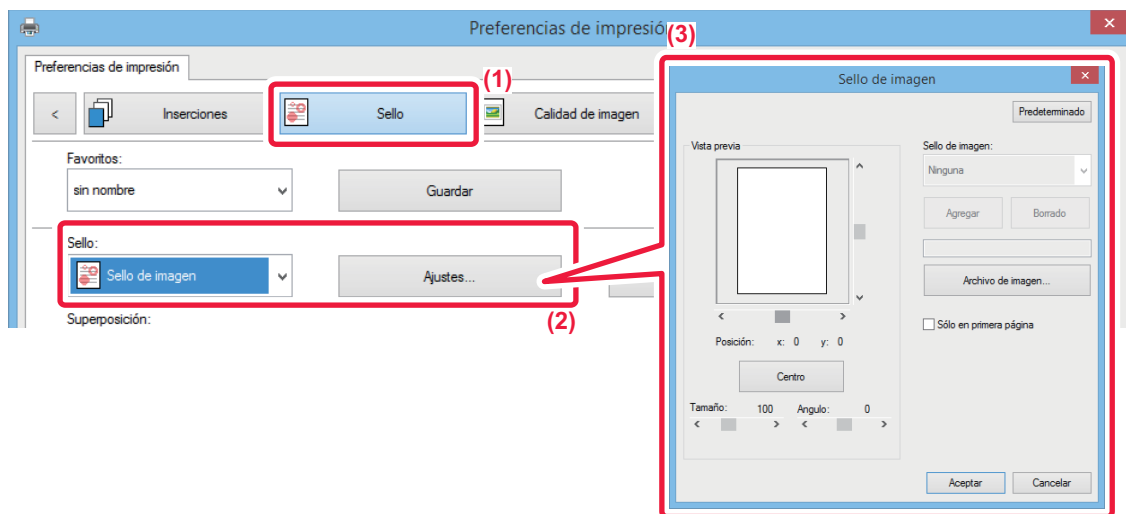 Preferencias de impresió
(3)
Preferencias de impresión
(1)
<
Inserciones
Sello
Calidad de imagen
Favoritos:
sin nombre
Guardar
Sello:
Sello de imagen
Ajustes...
(2)
Superposición:
Sello de imagen
Predeterminado
Vista previa
Sello de imagen:
Ninguna
Agregar
Borrado
Archivo de imagen...
Sólo en primera página
Posición: x: 0 y: 0
Centro
Tamaño: 100 Angulo: 0
Aceptar
Cancelar